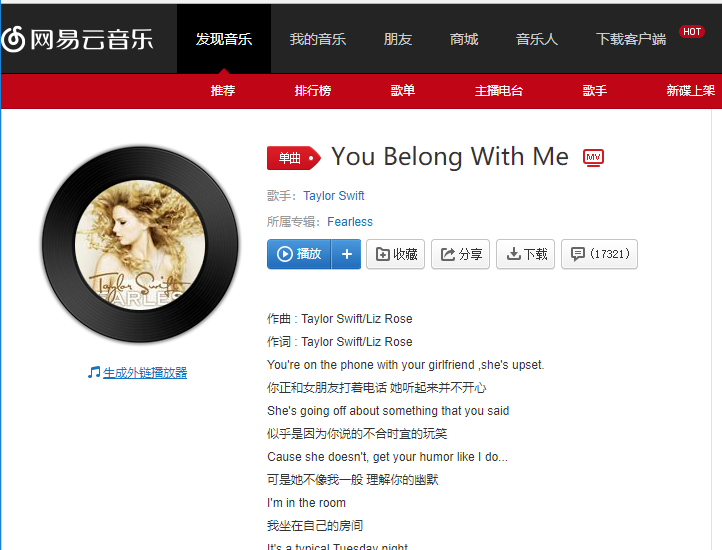 网易云音乐
发现音乐 我的音乐 朋友 商城 音乐人 下载客户端 HOT
推荐 排行榜 歌单 主播电台 歌手 新碟上架
单曲 You Belong With Me MV
歌手： Taylor Swift
所属专辑： Fearless
播放 + 收藏 分享 下载 (17321)
Taylor Swift
FEARLESS
生成外链播放器
作曲 : Taylor Swift/Liz Rose
作词 : Taylor Swift/Liz Rose
You're on the phone with your girlfriend ,she's upset.
你正和女朋友打着电话 她听起来并不开心
She's going off about something that you said
似乎是因为你说的不合时宜的玩笑
Cause she doesn't, get your humor like I do...
可是她不像我一般 理解你的幽默
I'm in the room
我坐在自己的房间
It's a typical Tuesday night